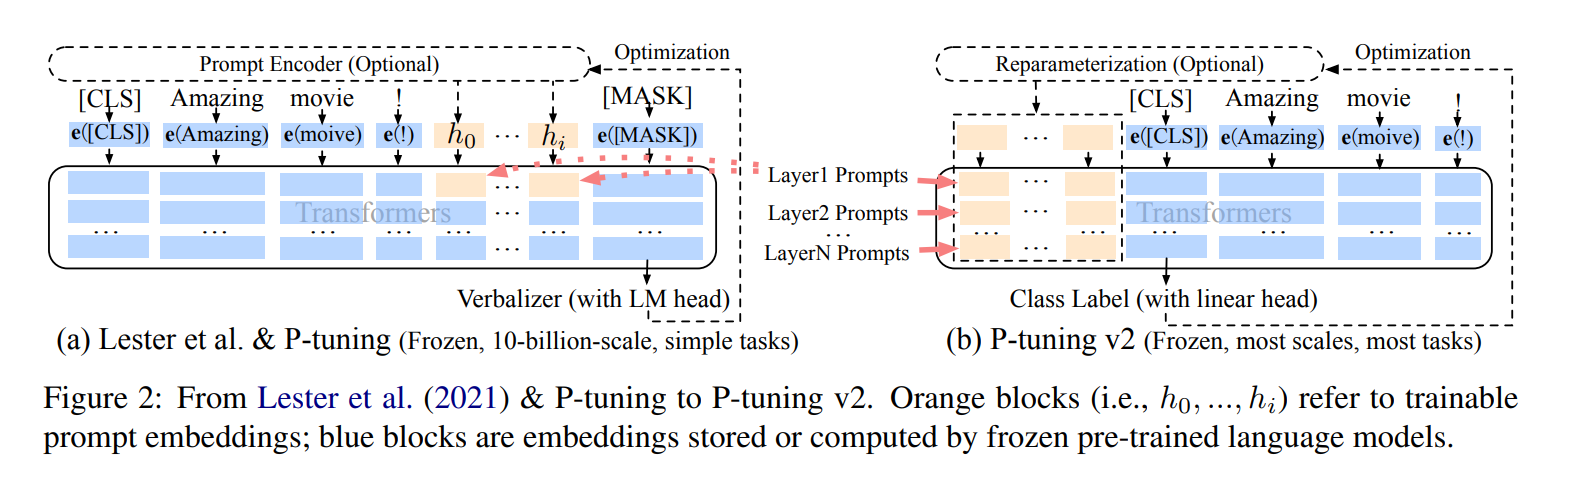 Prompt Encoder (Optional)
Optimization
[CLS] Amazing movie ! [MASK]
e([CLS]) e(Amazing) e(moive) e(!) h0 ... hi e([MASK])
...
Transformers
... ... ... ... ... ... ...
...
Verbalizer (with LM head)
(a) Lester et al. & P-tuning (Frozen, 10-billion-scale, simple tasks)
Layer1 Prompts
Layer2 Prompts
...
LayerN Prompts
Reparameterization (Optional)
Optimization
[CLS] Amazing movie !
... e([CLS]) e(Amazing) e(moive) e(!)
...
... Transformers
... ... ... ... ... ...
...
Class Label (with linear head)
(b) P-tuning v2 (Frozen, most scales, most tasks)
Figure 2: From Lester et al. (2021) & P-tuning to P-tuning v2. Orange blocks (i.e., h0, ..., hi) refer to trainable
prompt embeddings; blue blocks are embeddings stored or computed by frozen pre-trained language models.